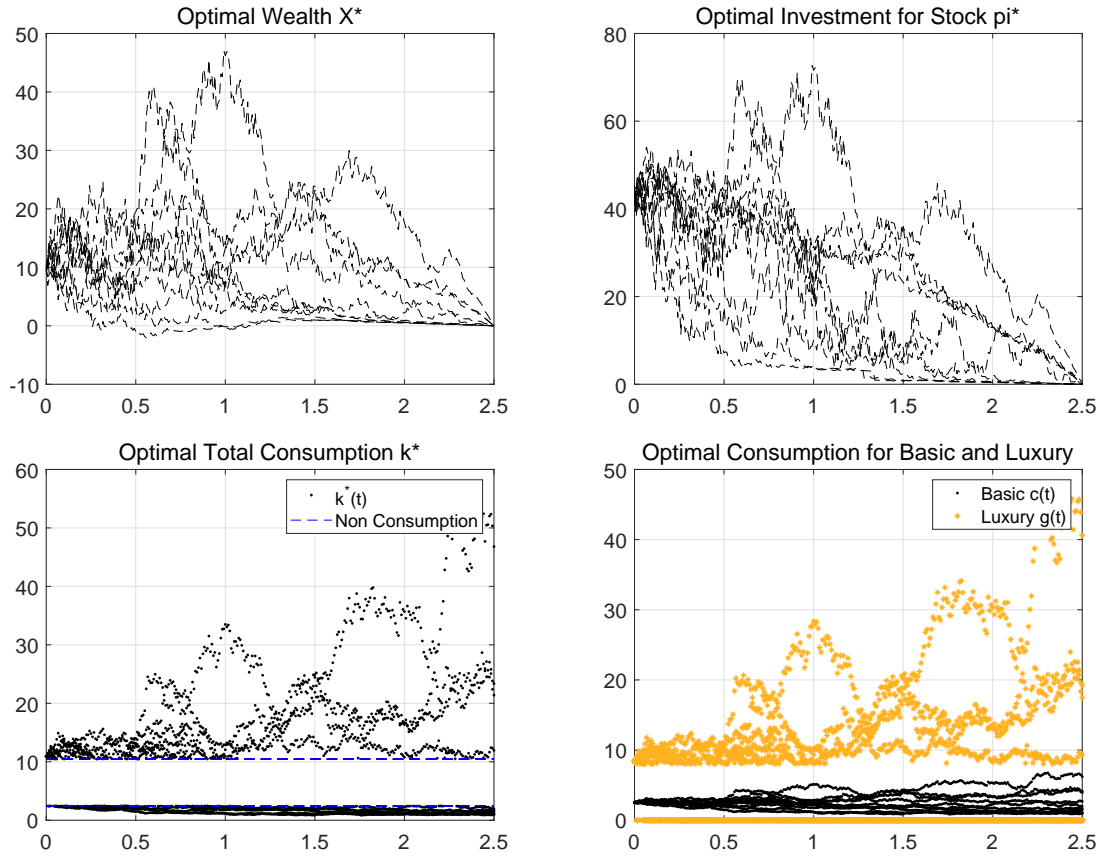 Optimal Wealth X*
50
40
30
20
10
0
-10
0 0.5 1 1.5 2 2.5
Optimal Investment for Stock pi*
80
60
40
20
0
0 0.5 1 1.5 2 2.5
Optimal Total Consumption k*
60
50
40
30
20
10
0
0 0.5 1 1.5 2 2.5
k*(t)
Non Consumption
Optimal Consumption for Basic and Luxury
50
40
30
20
10
0
0 0.5 1 1.5 2 2.5
Basic c(t)
Luxury g(t)